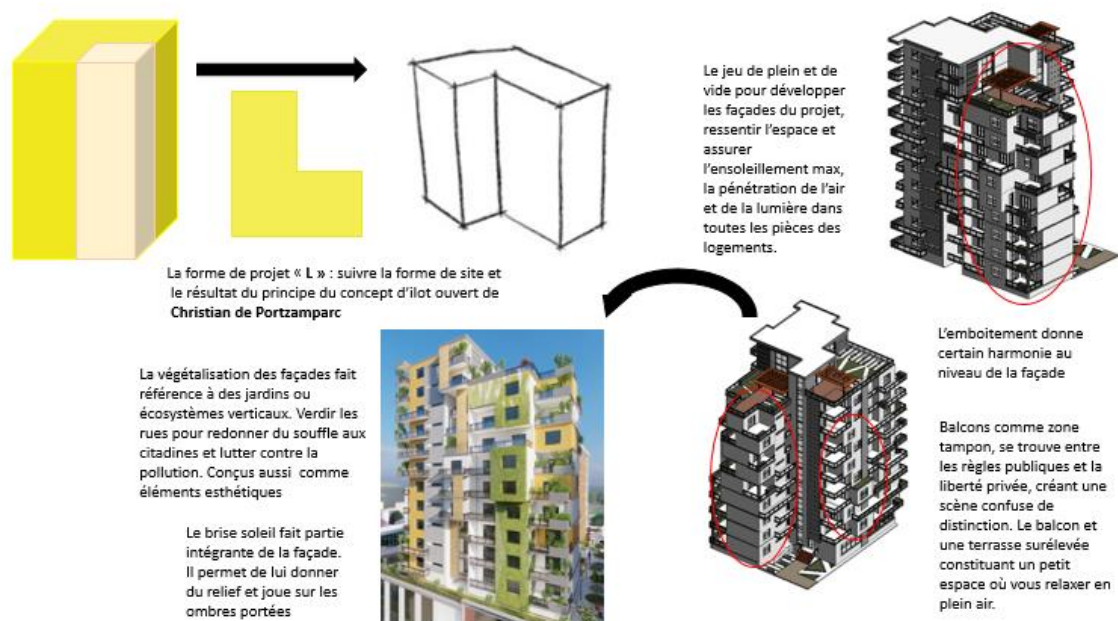 Le jeu de plein et de
vide pour développer
les façades du projet,
ressentir l'espace et
assurer
l'ensoleillement max,
la pénétration de l'air
et de la lumière dans
toutes les pièces des
logements.
La forme de projet « L » : suivre la forme de site et
le résultat du principe du concept d'ilot ouvert de
Christian de Portzamparc
L'emboitement donne
certain harmonie au
niveau de la façade
La végétalisation des façades fait
référence à des jardins ou
écosystèmes verticaux. Verdir les
rues pour redonner du souffle aux
citadines et lutter contre la
pollution. Conçus aussi comme
éléments esthétiques
Balcons comme zone
tampon, se trouve entre
les règles publiques et la
liberté privée, créant une
scène confuse de
distinction. Le balcon et
une terrasse surélevée
constituant un petit
espace où vous relaxer en
plein air.
Le brise soleil fait partie
intégrante de la façade.
Il permet de lui donner
du relief et joue sur les
ombres portées